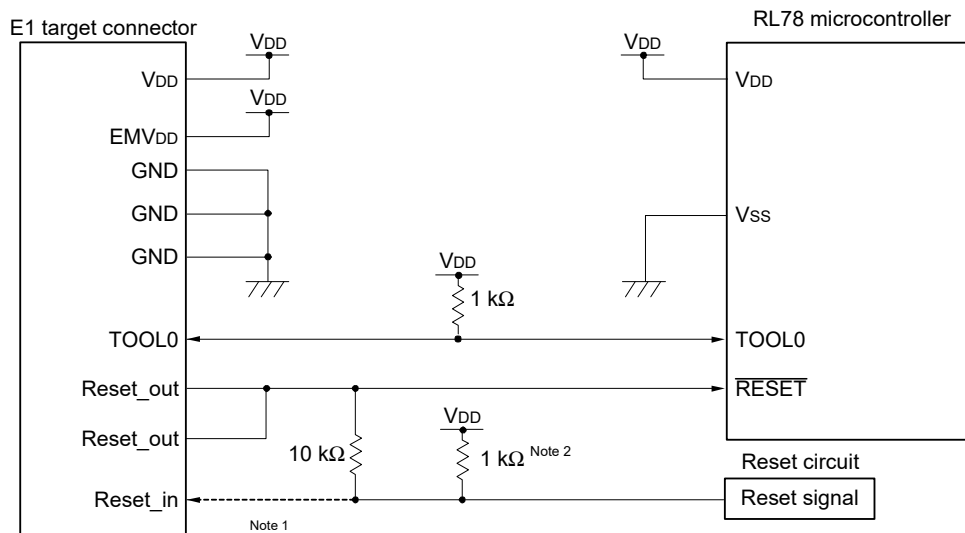 E1 target connector
RL78 microcontroller
VDD
VDD
VDD
VDD
VDD
EMVDD
GND
GND
GND
VSS
VDD
1 kΩ
TOOL0
TOOL0
Reset_out
RESET
Reset_out
10 kΩ
VDD
1 kΩ Note 2
Reset circuit
Reset signal
Reset_in
Note 1